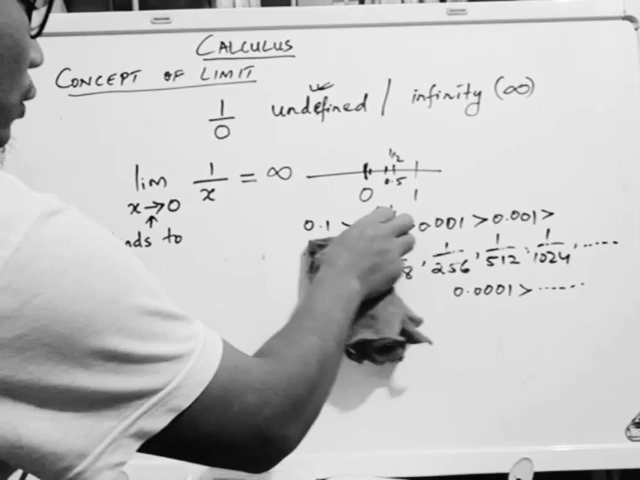 CALCULUS
CONCEPT OF LIMIT
1/0 undefined / infinity (∞)
lim x→0 1/x = ∞
1/2
0.5
0 1
to
0.1 > 0.001 > 0.001 >
8, 1/256, 1/512, 1/1024, .....
0.0001 > ......